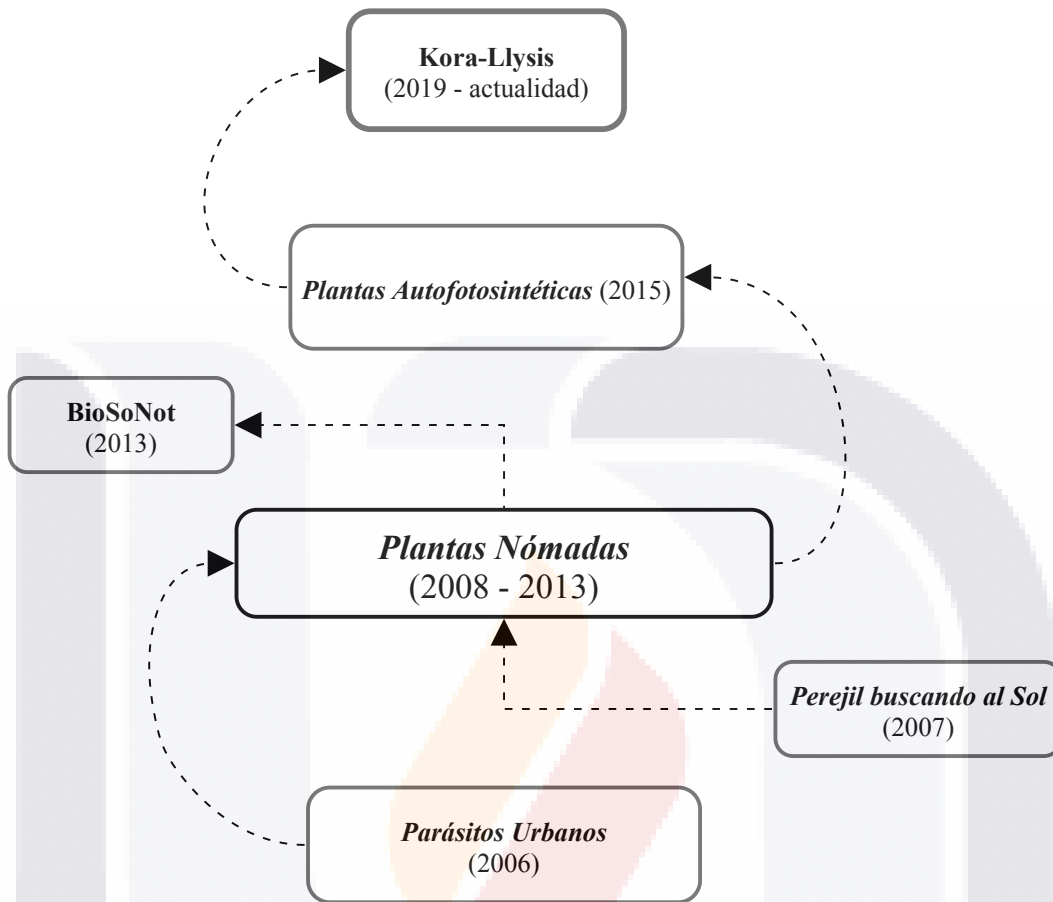 Kora-Llysis
(2019 - actualidad)
Plantas Autofotosintéticas (2015)
BioSoNot
(2013)
Plantas Nómadas
(2008 - 2013)
Perejil buscando al Sol
(2007)
Parásitos Urbanos
(2006)